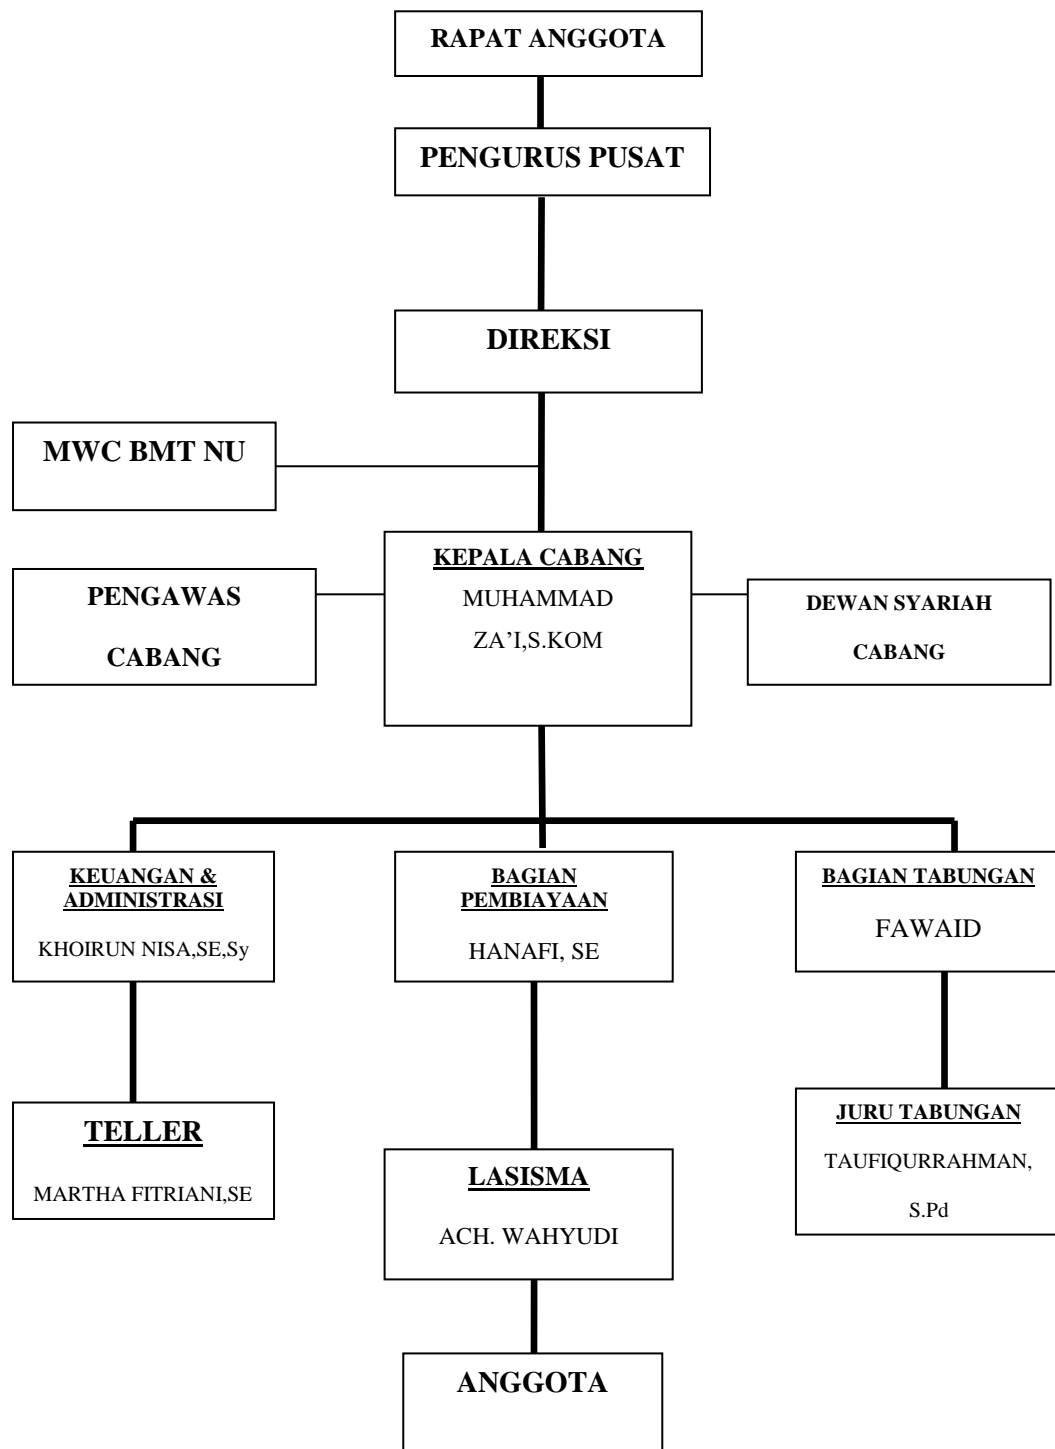 RAPAT ANGGOTA
PENGURUS PUSAT
DIREKSI
MWC BMT NU
KEPALA CABANG
MUHAMMAD
ZA’I,S.KOM
PENGAWAS
CABANG
DEWAN SYARIAH
CABANG
KEUANGAN &
ADMINISTRASI
KHOIRUN NISA,SE,Sy
BAGIAN
PEMBIAYAAN
HANAFI, SE
BAGIAN TABUNGAN
FAWAID
TELLER
MARTHA FITRIANI,SE
LASISMA
ACH. WAHYUDI
JURU TABUNGAN
TAUFIQURRAHMAN,
S.Pd
ANGGOTA